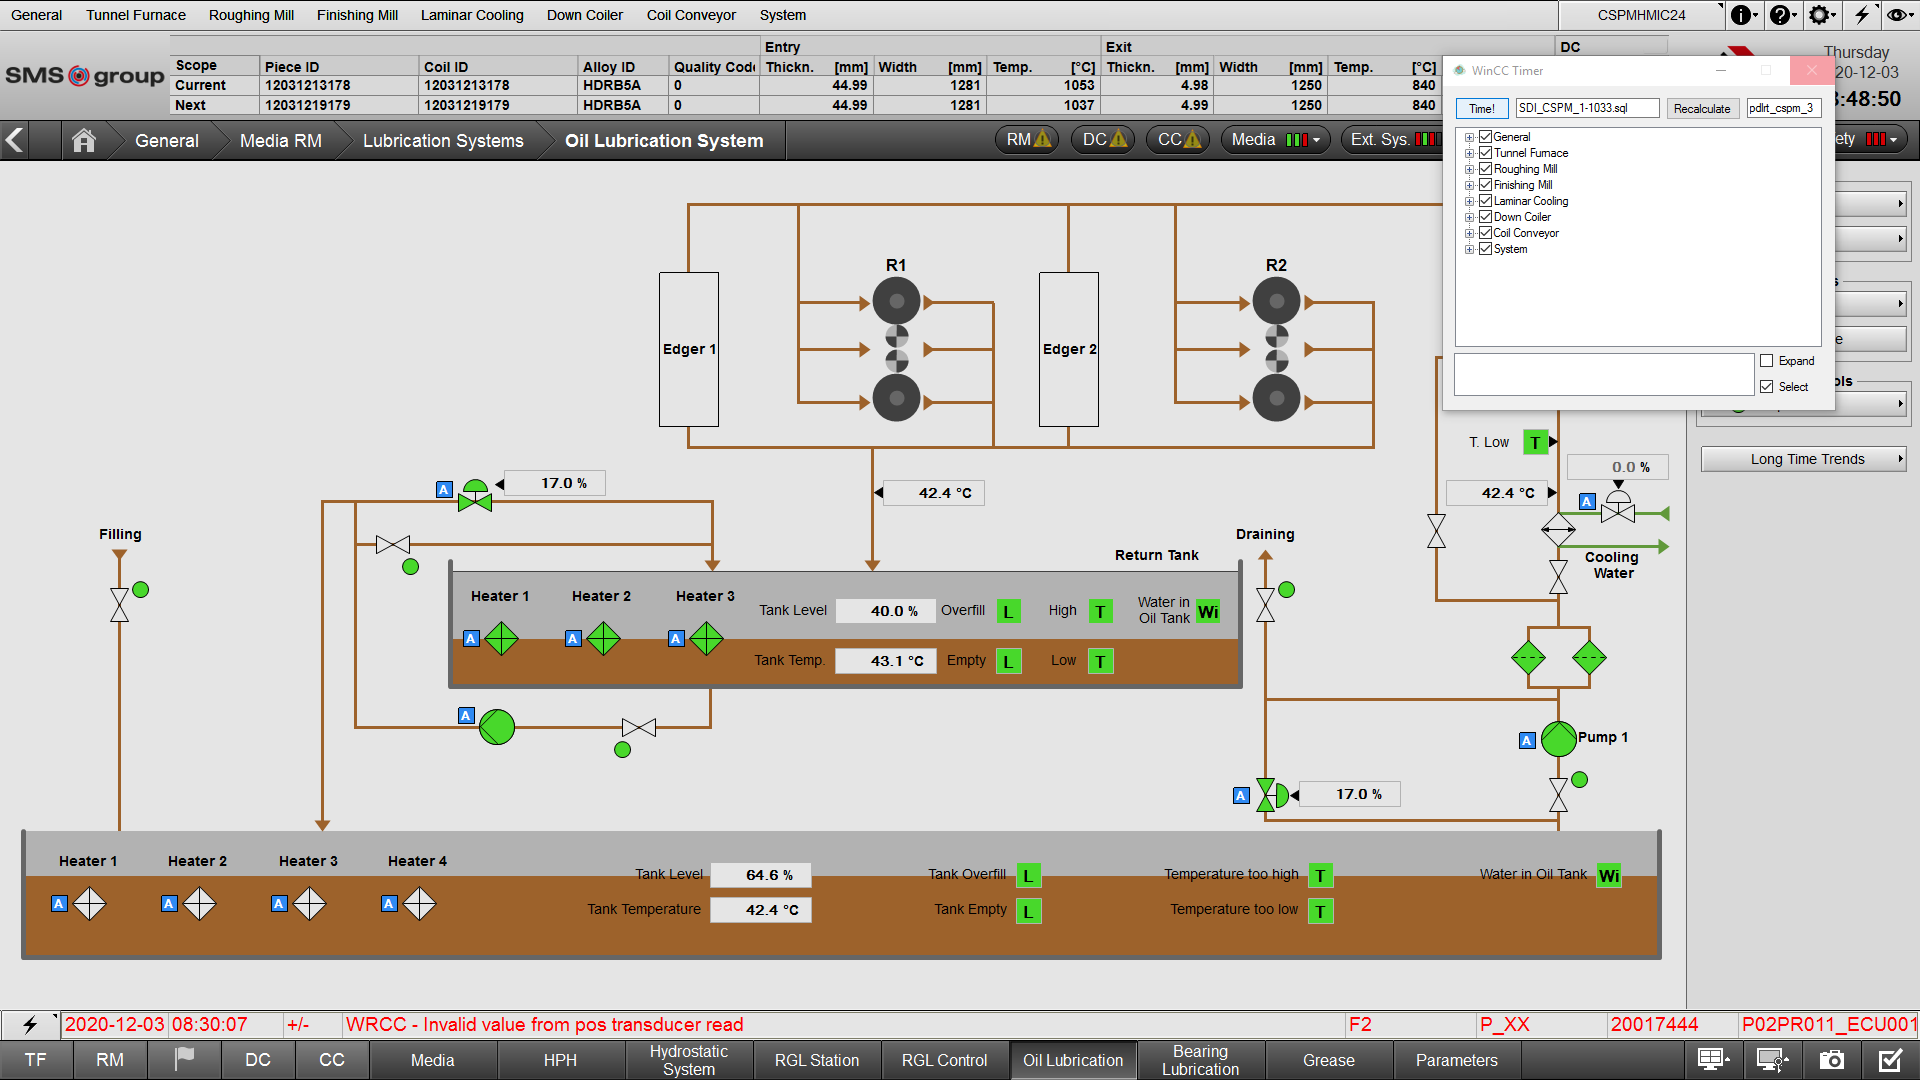 General Tunnel Furnace Roughing Mill Finishing Mill Laminar Cooling Down Coiler Coil Conveyor System CSPMHMIC24
SMS group
Entry Exit DC
Scope Piece ID Coil ID Alloy ID Quality Code Thickn. [mm] Width [mm] Temp. [°C] Thickn. [mm] Width [mm] Temp. [°C]
Current 12031213178 12031213178 HDRB5A 0 44.99 1281 1053 4.98 1250 840
Next 12031219179 12031219179 HDRB5A 0 44.99 1281 1037 4.99 1250 840
Thursday
20-12-03
3:48:50
General Media RM Lubrication Systems Oil Lubrication System RM DC CC Media Ext. Sys. ety
WinCC Timer
Time! SDI_CSPM_1-1033.sql Recalculate pdlrt_cspm_3
General
Tunnel Furnace
Roughing Mill
Finishing Mill
Laminar Cooling
Down Coiler
Coil Conveyor
System
Expand
Select
s
e
ols
Long Time Trends
R1 R2
Edger 1 Edger 2
T. Low T
0.0 %
A 17.0 %
42.4 °C
42.4 °C
A
Filling
Draining
Cooling
Water
Return Tank
Heater 1 Heater 2 Heater 3
A A A
Tank Level 40.0 % Overfill L High T Water in
Oil Tank Wi
Tank Temp. 43.1 °C Empty L Low T
A
A Pump 1
A 17.0 %
Heater 1 Heater 2 Heater 3 Heater 4
A A A A
Tank Level 64.6 % Tank Overfill L Temperature too high T Water in Oil Tank Wi
Tank Temperature 42.4 °C Tank Empty L Temperature too low T
2020-12-03 08:30:07 +/- WRCC - Invalid value from pos transducer read F2 P_XX 20017444 P02PR011_ECU001
TF RM DC CC Media HPH Hydrostatic
System RGL Station RGL Control Oil Lubrication Bearing
Lubrication Grease Parameters